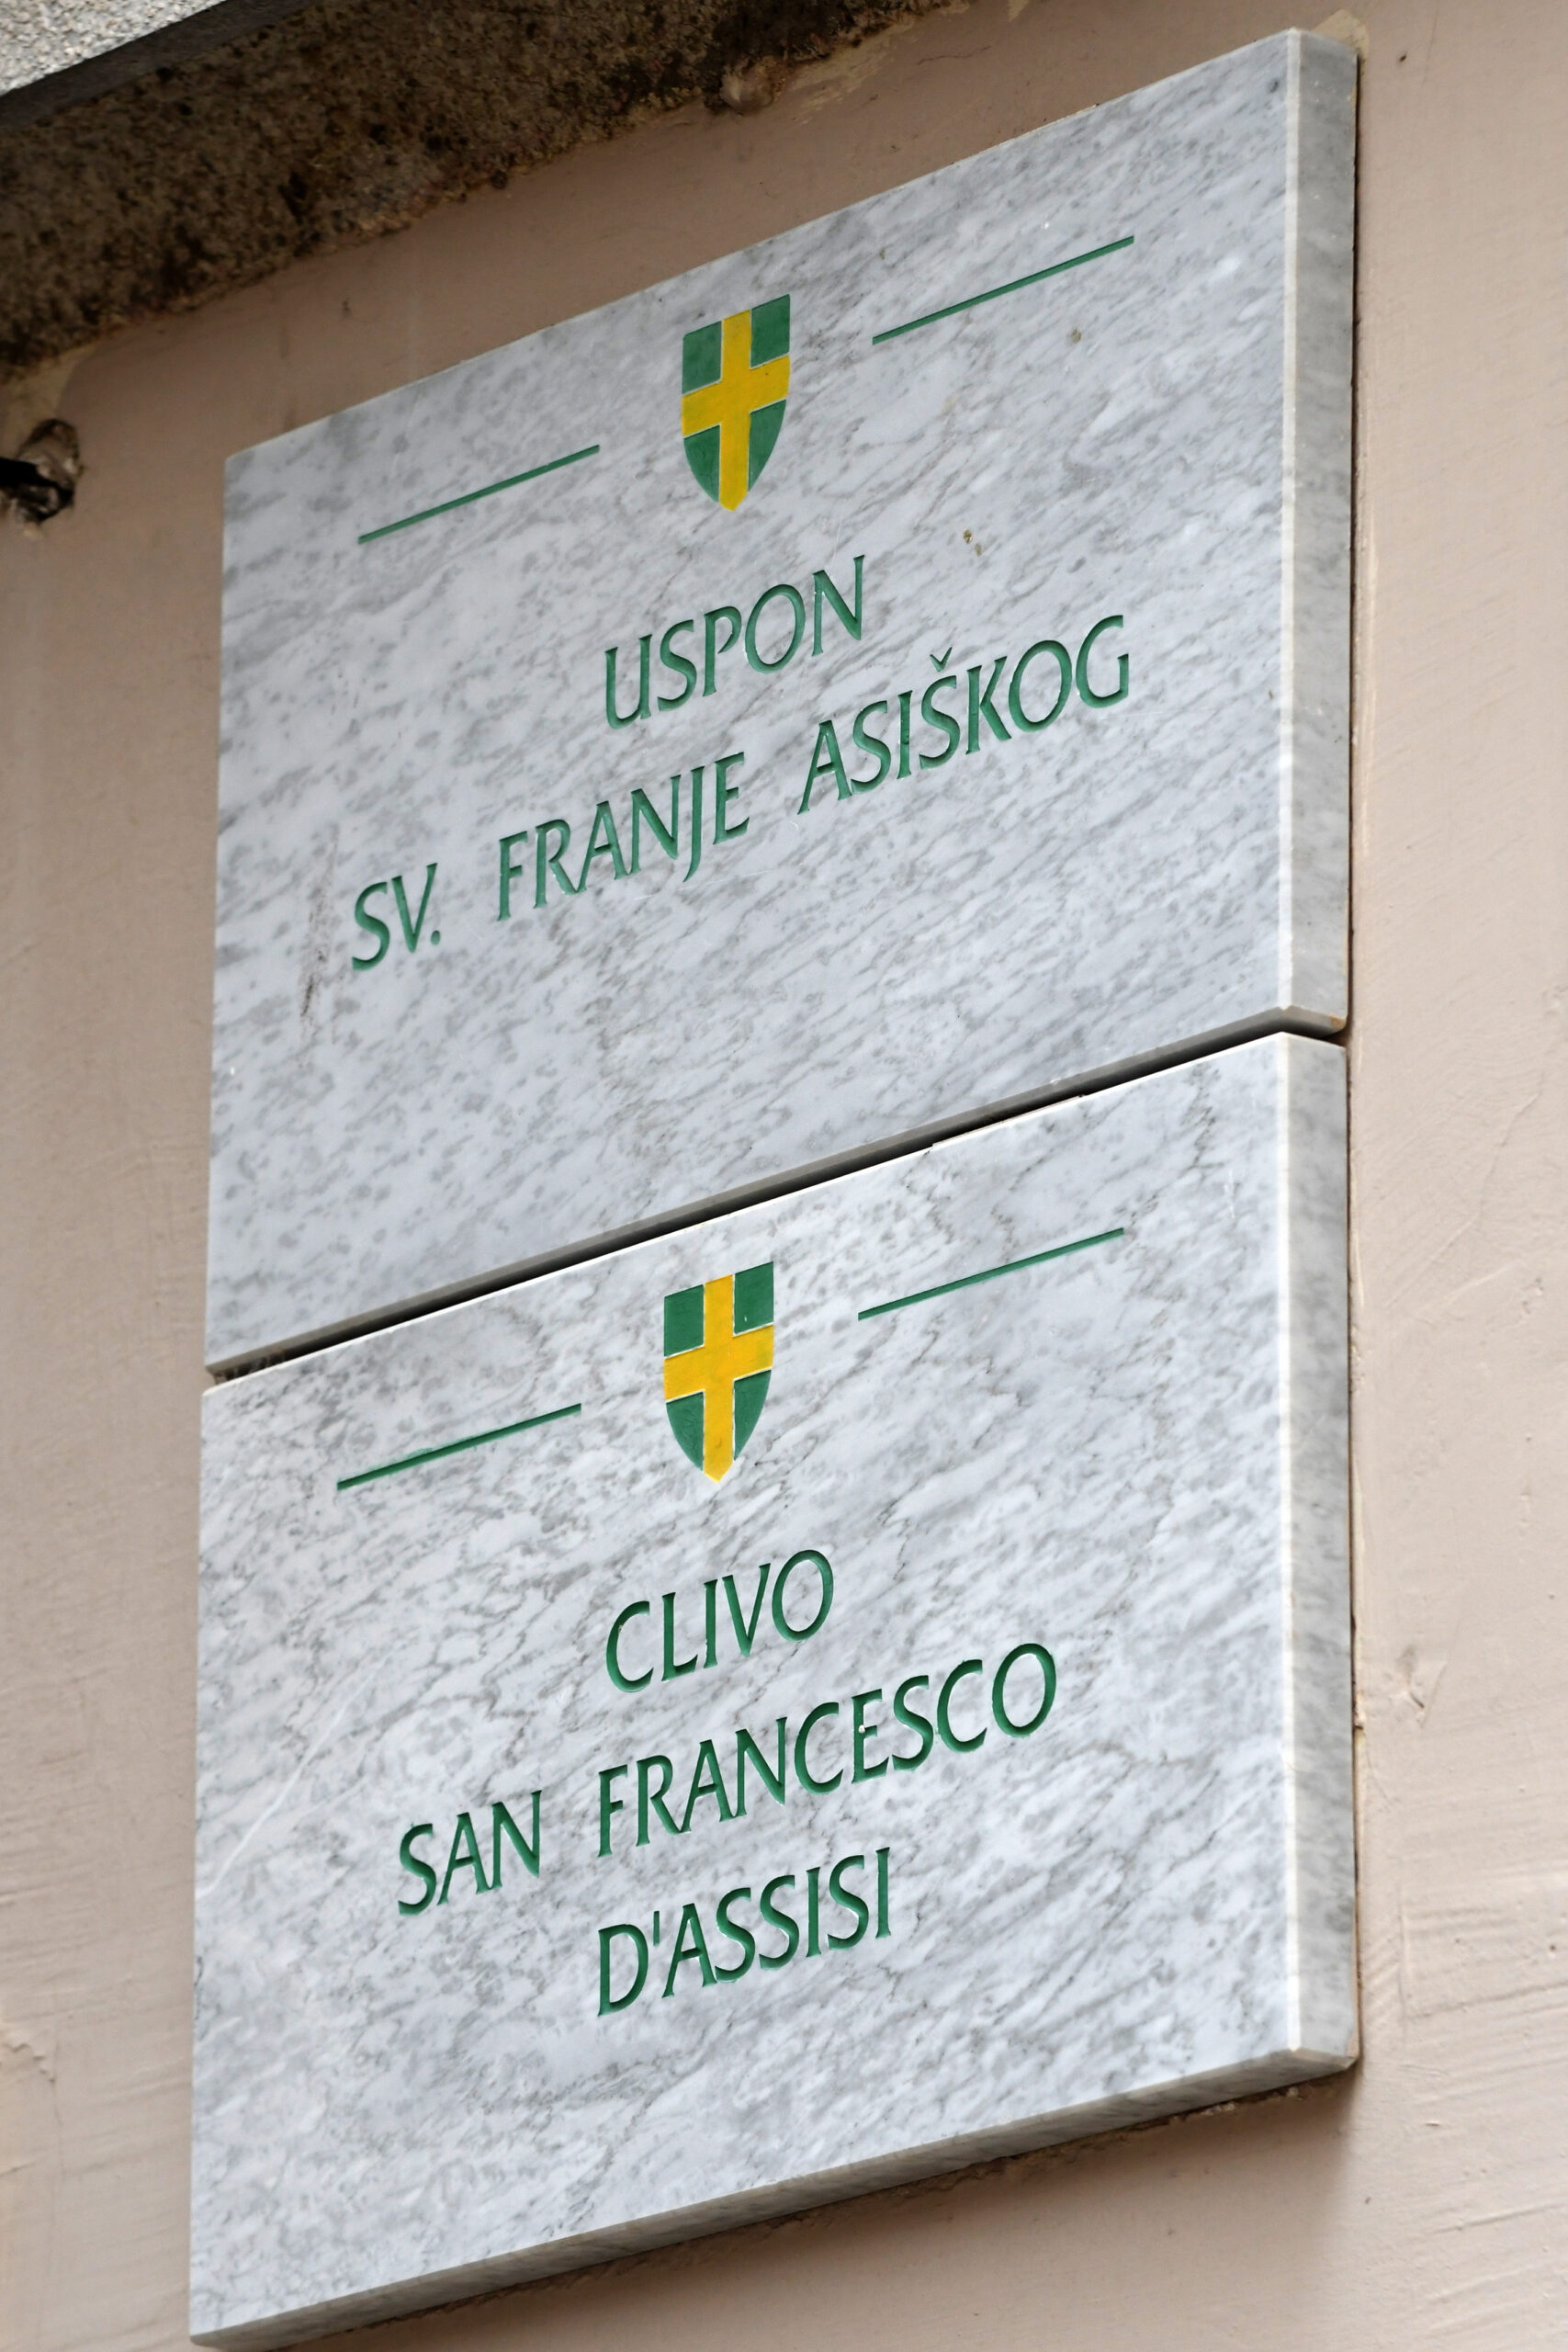 USPON
SV. FRANJE ASIŠKOG
CLIVO
SAN FRANCESCO
D'ASSISI